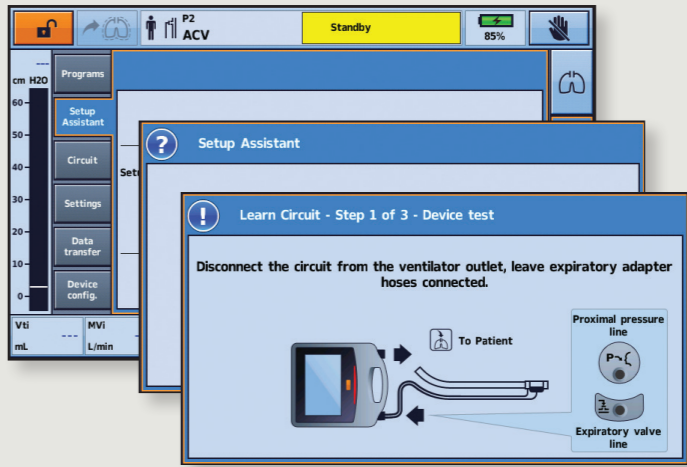 P2
ACV
Standby
85%
---
cm H2O
60
50
40
30
20
10
0
Programs
Setup
Assistant
Circuit
Settings
Data
transfer
Device
config.
Vti
---
mL
MVi
L/min
?
Setup Assistant
!
Learn Circuit - Step 1 of 3 - Device test
Disconnect the circuit from the ventilator outlet, leave expiratory adapter
hoses connected.
To Patient
Proximal pressure
line
P
Expiratory valve
line